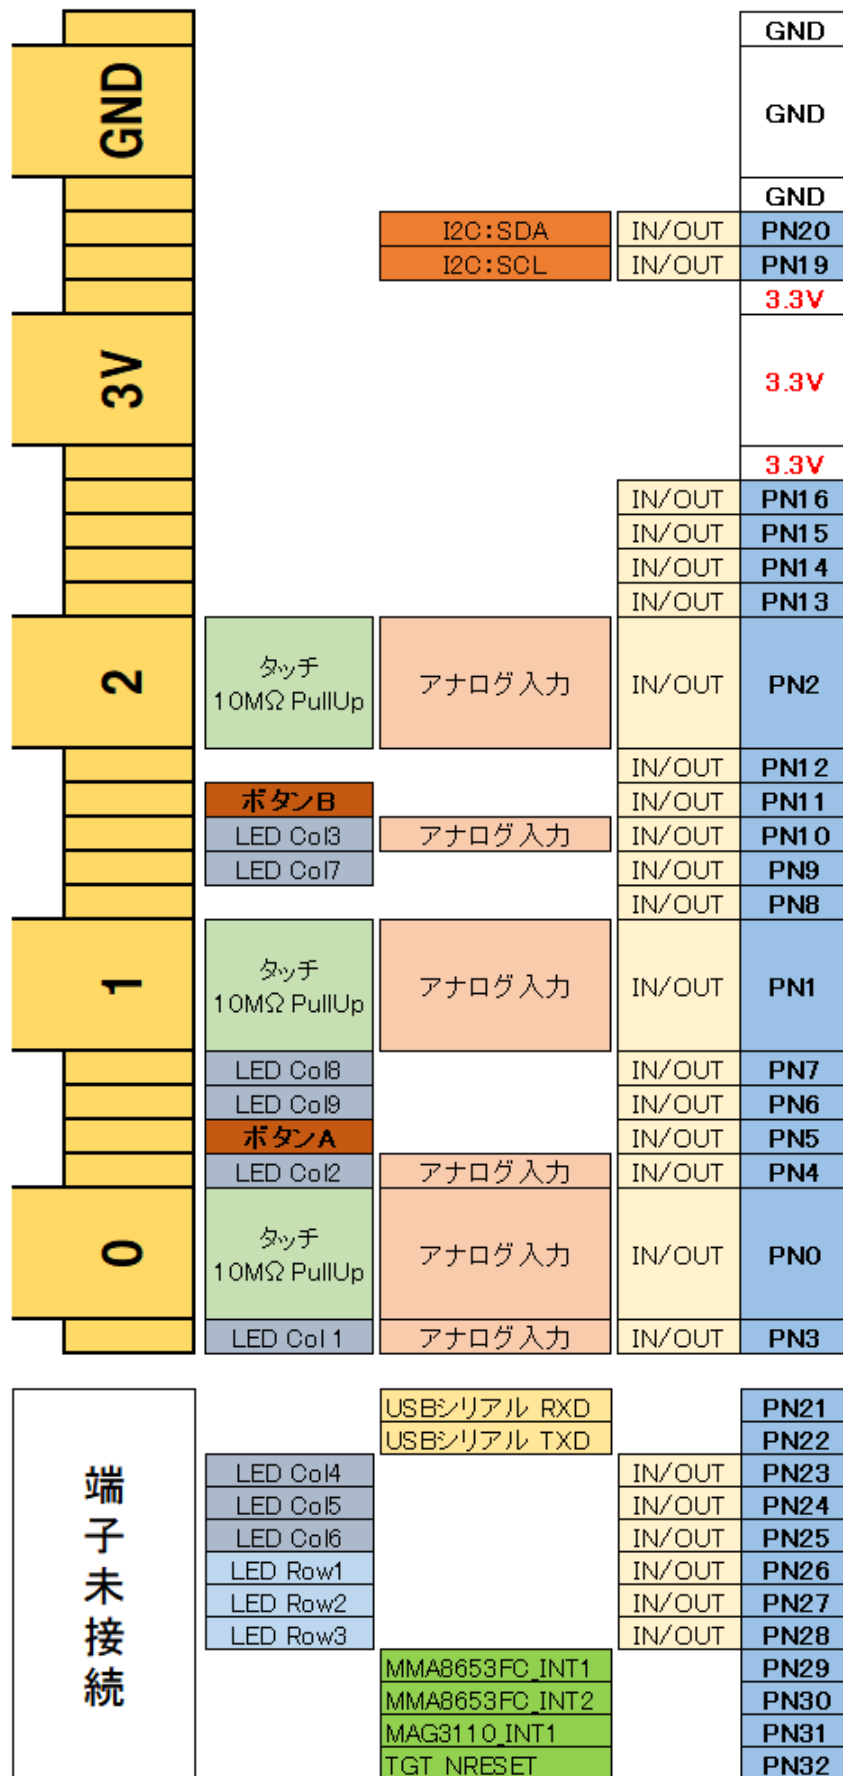 GND
GND
GND
GND
I2C:SDA IN/OUT PN20
I2C:SCL IN/OUT PN19
3.3V
3V
3.3V
3.3V
IN/OUT PN16
IN/OUT PN15
IN/OUT PN14
IN/OUT PN13
2
タッチ
10MΩ PullUp
アナログ入力 IN/OUT PN2
IN/OUT PN12
ボタンB IN/OUT PN11
LED Col3 アナログ入力 IN/OUT PN10
LED Col7 IN/OUT PN9
IN/OUT PN8
1
タッチ
10MΩ PullUp
アナログ入力 IN/OUT PN1
LED Col8 IN/OUT PN7
LED Col9 IN/OUT PN6
ボタンA IN/OUT PN5
LED Col2 アナログ入力 IN/OUT PN4
0
タッチ
10MΩ PullUp
アナログ入力 IN/OUT PN0
LED Col 1 アナログ入力 IN/OUT PN3
端子未接続
USBシリアル RXD PN21
USBシリアル TXD PN22
LED Col4 IN/OUT PN23
LED Col5 IN/OUT PN24
LED Col6 IN/OUT PN25
LED Row1 IN/OUT PN26
LED Row2 IN/OUT PN27
LED Row3 IN/OUT PN28
MMA8653FC_INT1 PN29
MMA8653FC_INT2 PN30
MAG3110_INT1 PN31
TGT NRESET PN32